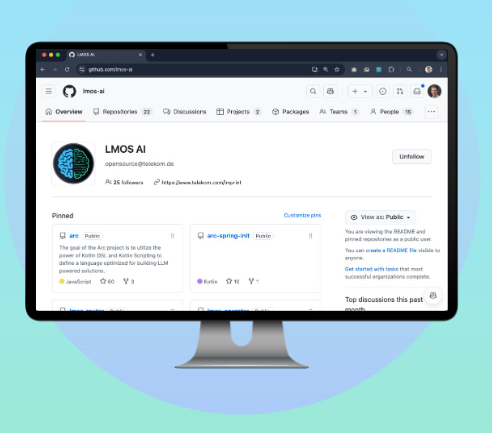 LMOS AI
github.com/lmos-ai
lmos-ai
Overview
Repositories 22
Discussions
Projects 2
Packages
Teams 1
People 15
LMOS AI
opensource@telekom.de
25 followers
https://www.telekom.com/imprint
Unfollow
Pinned
Customize pins
arc Public
The goal of the Arc project is to utilize the
power of Kotlin DSL and Kotlin Scripting to
define a language optimized for building LLM
powered solutions.
JavaScript 60 3
arc-spring-init Public
Kotlin 16 1
View as: Public
You are viewing the README and
pinned repositories as a public user.
You can create a README file visible to
anyone.
Get started with tasks that most
successful organizations complete.
Top discussions this past
month